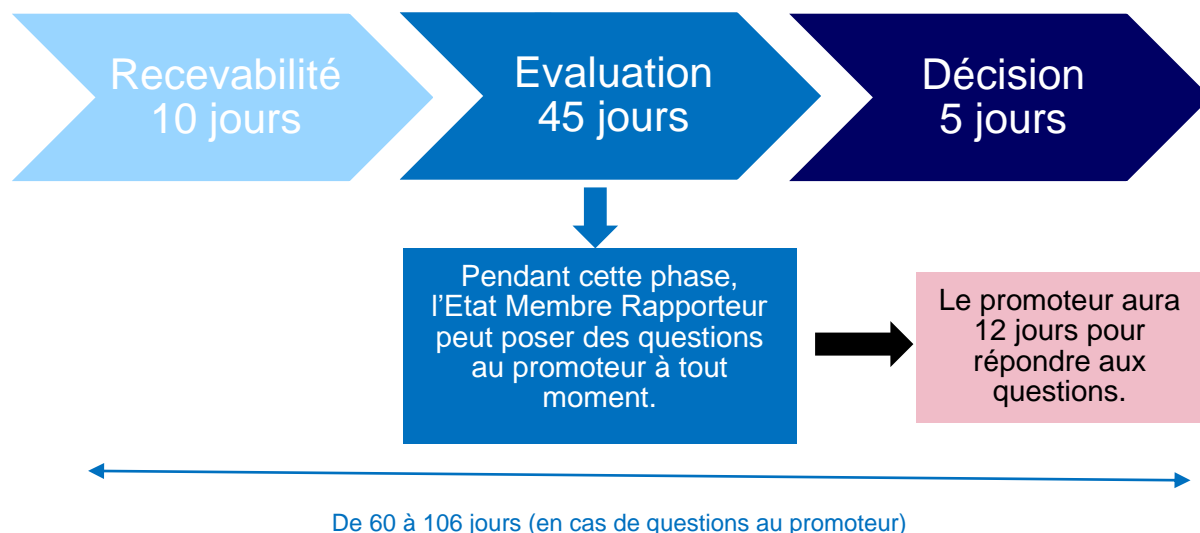 Recevabilité
10 jours
Evaluation
45 jours
Décision
5 jours
Pendant cette phase,
l'Etat Membre Rapporteur
peut poser des questions
au promoteur à tout
moment.
Le promoteur aura
12 jours pour
répondre aux
questions.
De 60 à 106 jours (en cas de questions au promoteur)